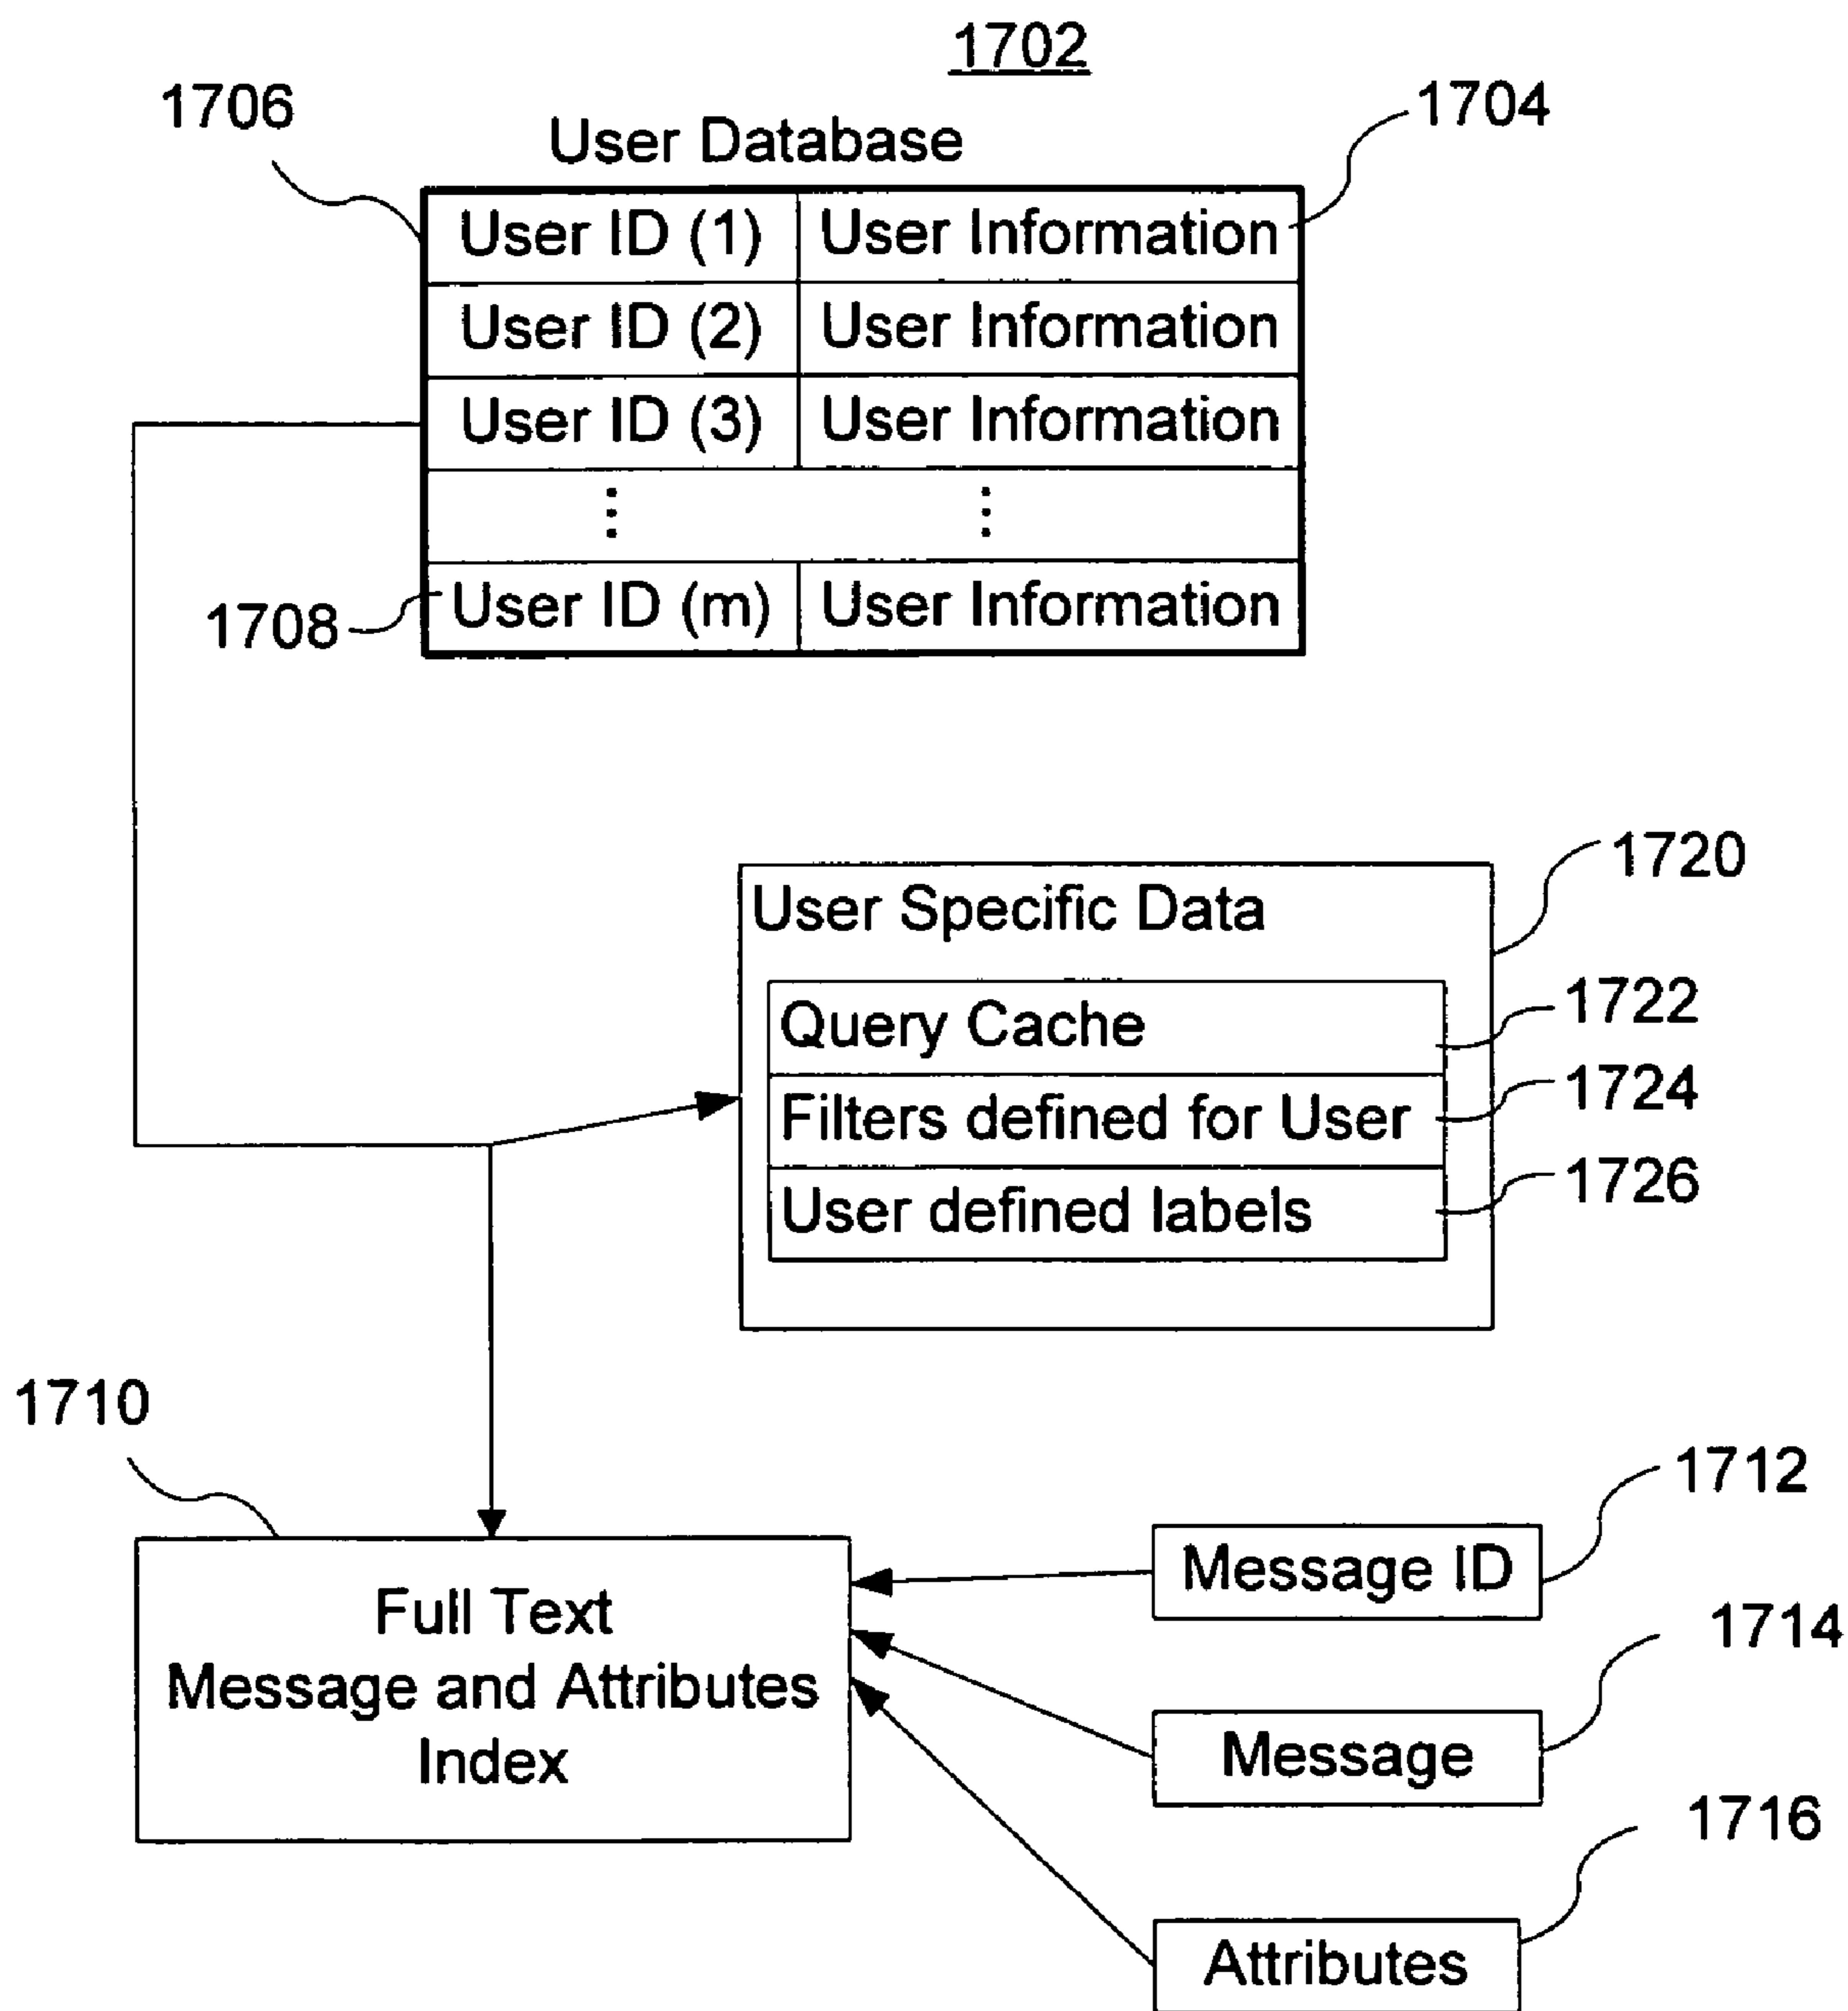 1702
1706
1704
User Database
User ID (1) User Information
User ID (2) User Information
User ID (3) User Information
⋮ ⋮
User ID (m) User Information
1708
1720
User Specific Data
Query Cache
1722
Filters defined for User
1724
User defined labels
1726
1710
Full Text
Message and Attributes
Index
1712
Message ID
1714
Message
1716
Attributes